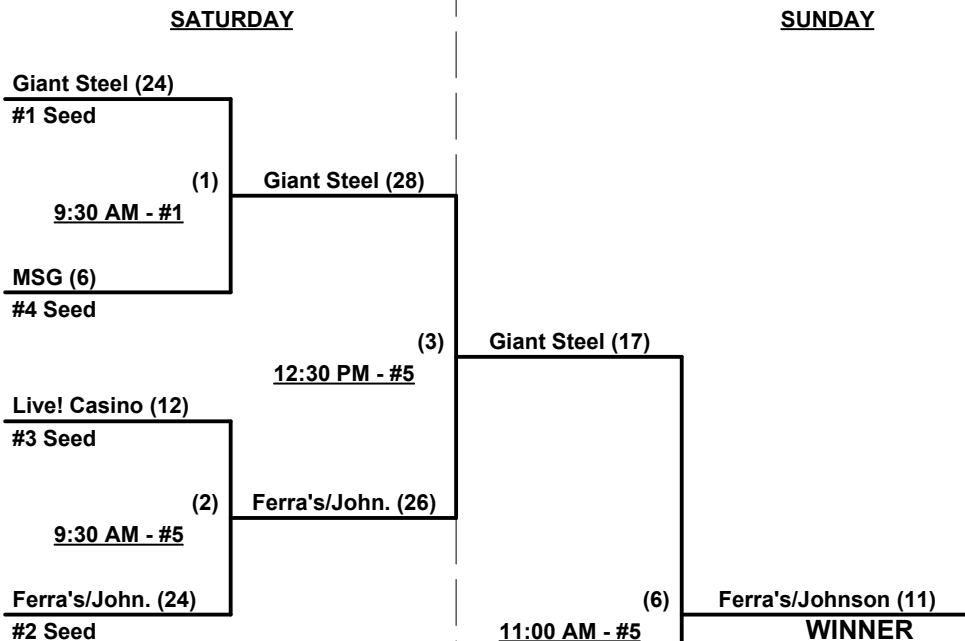 SATURDAY
SUNDAY
Giant Steel (24)
#1 Seed
(1)
Giant Steel (28)
9:30 AM - #1
MSG (6)
#4 Seed
(3)
Giant Steel (17)
12:30 PM - #5
Live! Casino (12)
#3 Seed
(2)
Ferra's/John. (26)
9:30 AM - #5
Ferra's/John. (24)
#2 Seed
(6)
Ferra's/Johnson (11)
11:00 AM - #5
WINNER